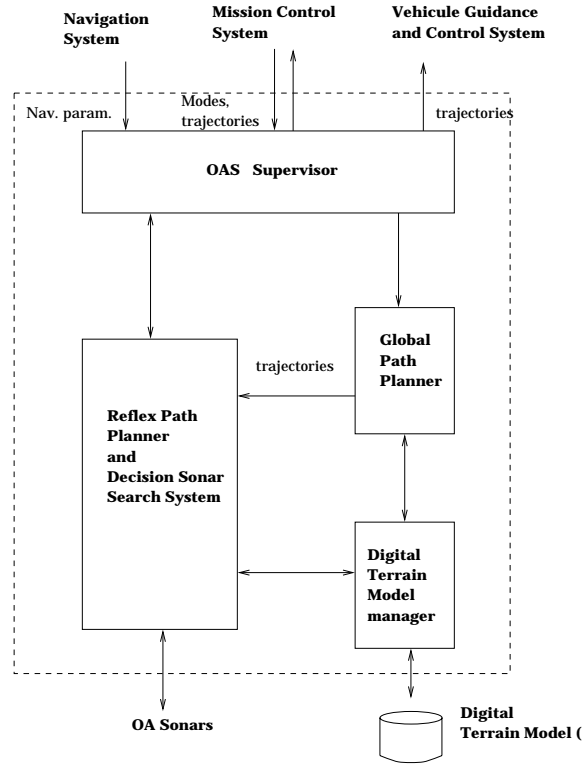 Navigation
System
Mission Control
System
Vehicule Guidance
and Control System
Nav. param.
Modes,
trajectories
trajectories
OAS Supervisor
Global
Path
Planner
trajectories
Reflex Path
Planner
and
Decision Sonar
Search System
Digital
Terrain
Model
manager
OA Sonars
Digital
Terrain Model (